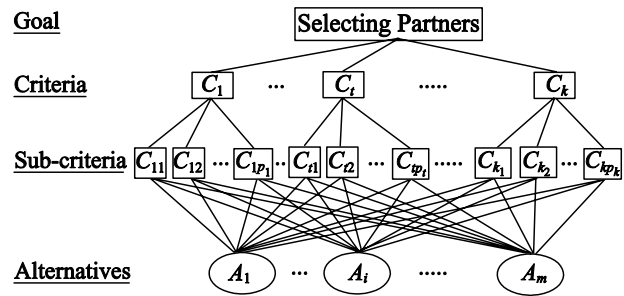 Goal Selecting Partners
Criteria C₁ ... Cₜ ..... Cₖ
Sub-criteria C₁₁ C₁₂ ... C₁ₚ₁ .. Cₜ₁ Cₜ₂ ... Cₜₚₜ ..... Cₖ₁ Cₖ₂ ... Cₖₚₖ
Alternatives A₁ ... Aᵢ ..... Aₘ